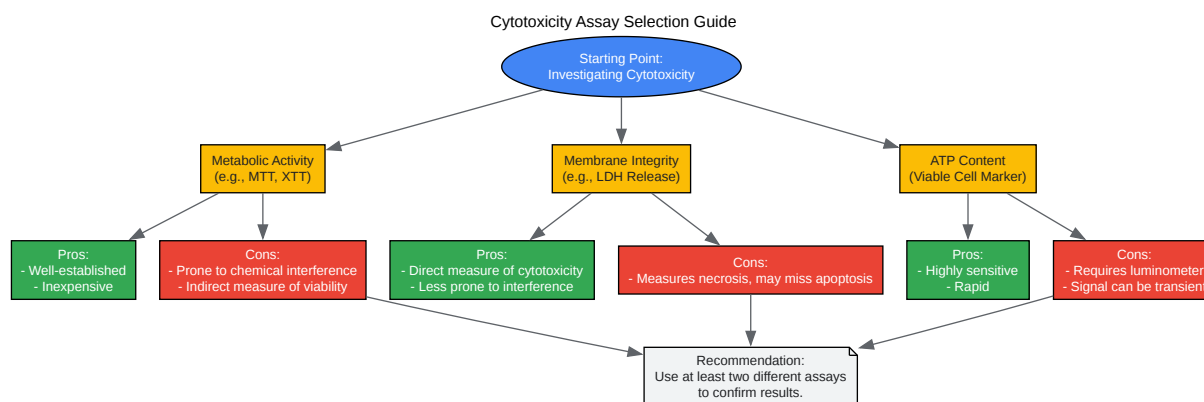 Cytotoxicity Assay Selection Guide
Starting Point:
Investigating Cytotoxicity
Metabolic Activity
(e.g., MTT, XTT)
Membrane Integrity
(e.g., LDH Release)
ATP Content
(Viable Cell Marker)
Pros:
- Well-established
- Inexpensive
Cons:
- Prone to chemical interference
- Indirect measure of viability
Pros:
- Direct measure of cytotoxicity
- Less prone to interference
Cons:
- Measures necrosis, may miss apoptosis
Pros:
- Highly sensitive
- Rapid
Cons:
- Requires luminometer
- Signal can be transient
Recommendation:
Use at least two different assays
to confirm results.